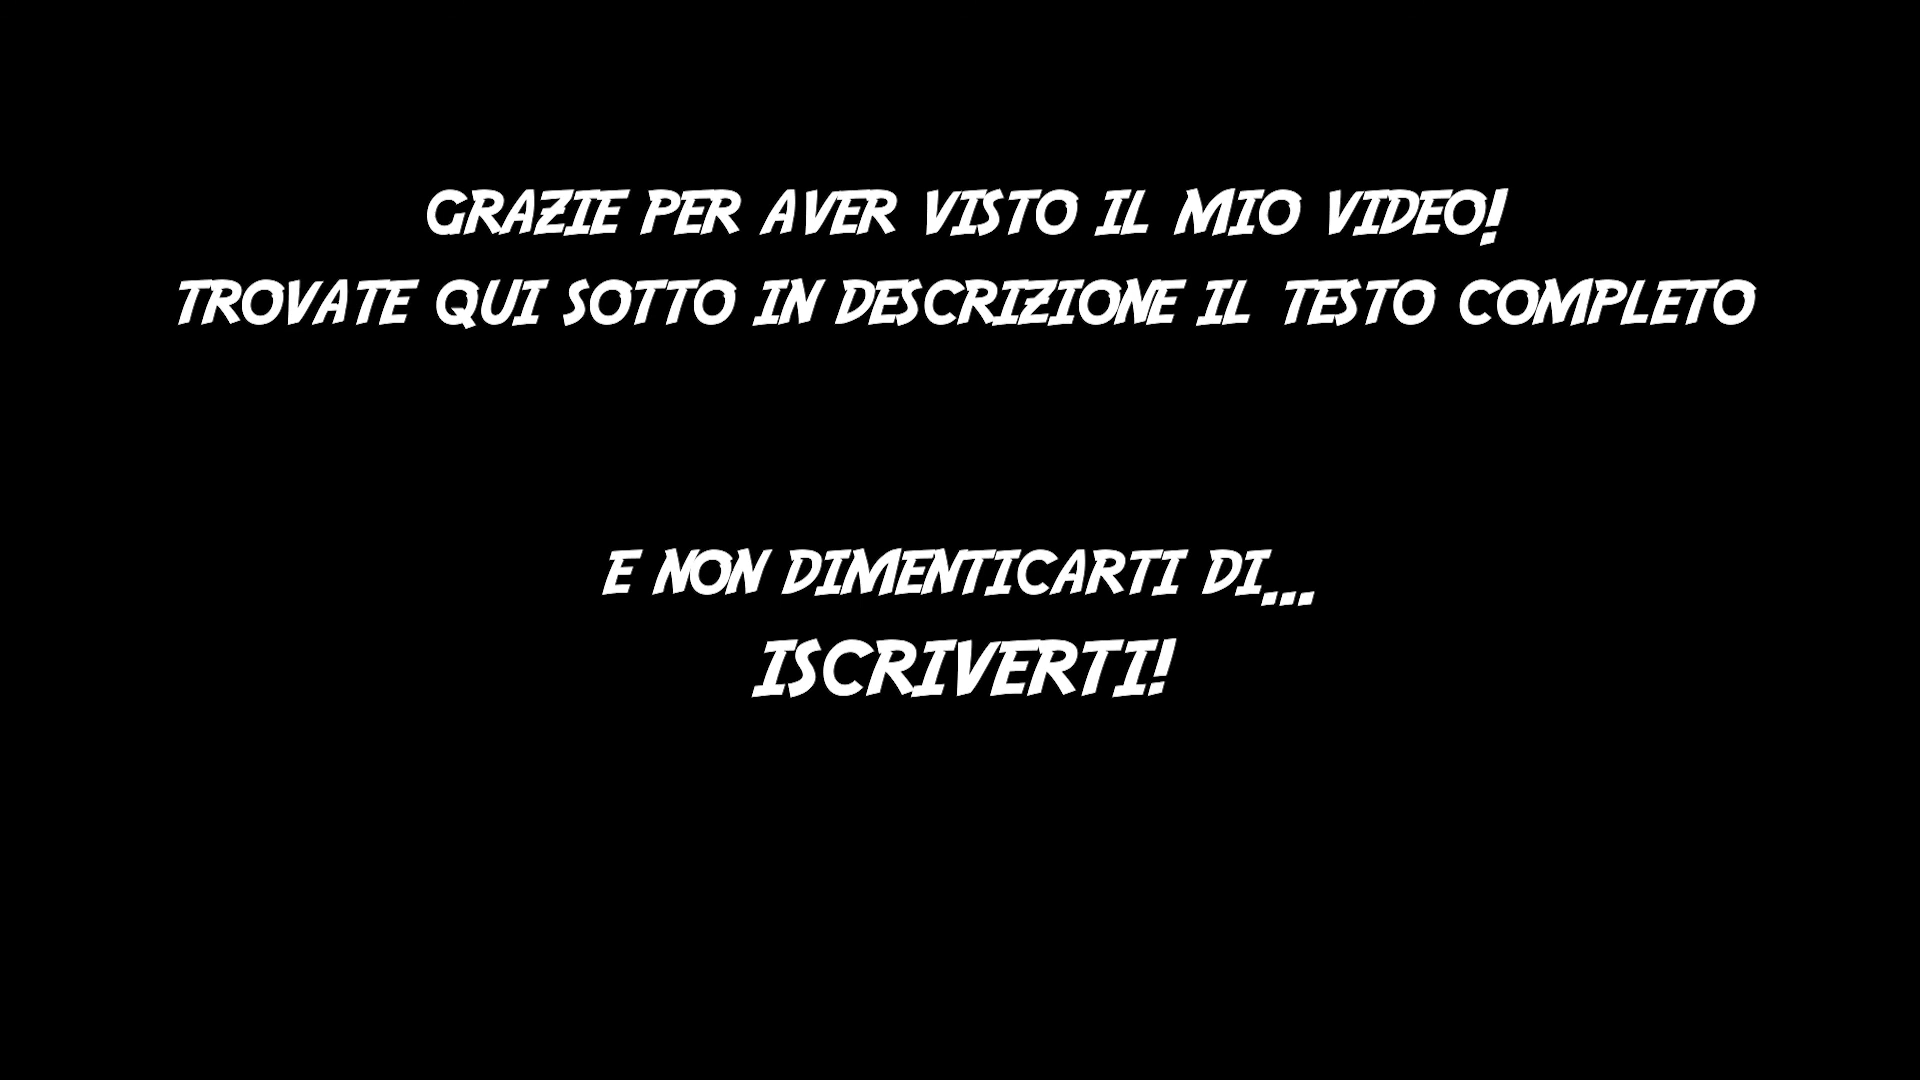 GRAZIE PER AVER VISTO IL MIO VIDEO!
TROVATE QUI SOTTO IN DESCRIZIONE IL TESTO COMPLETO
E NON DIMENTICARTI DI...
ISCRIVERTI!